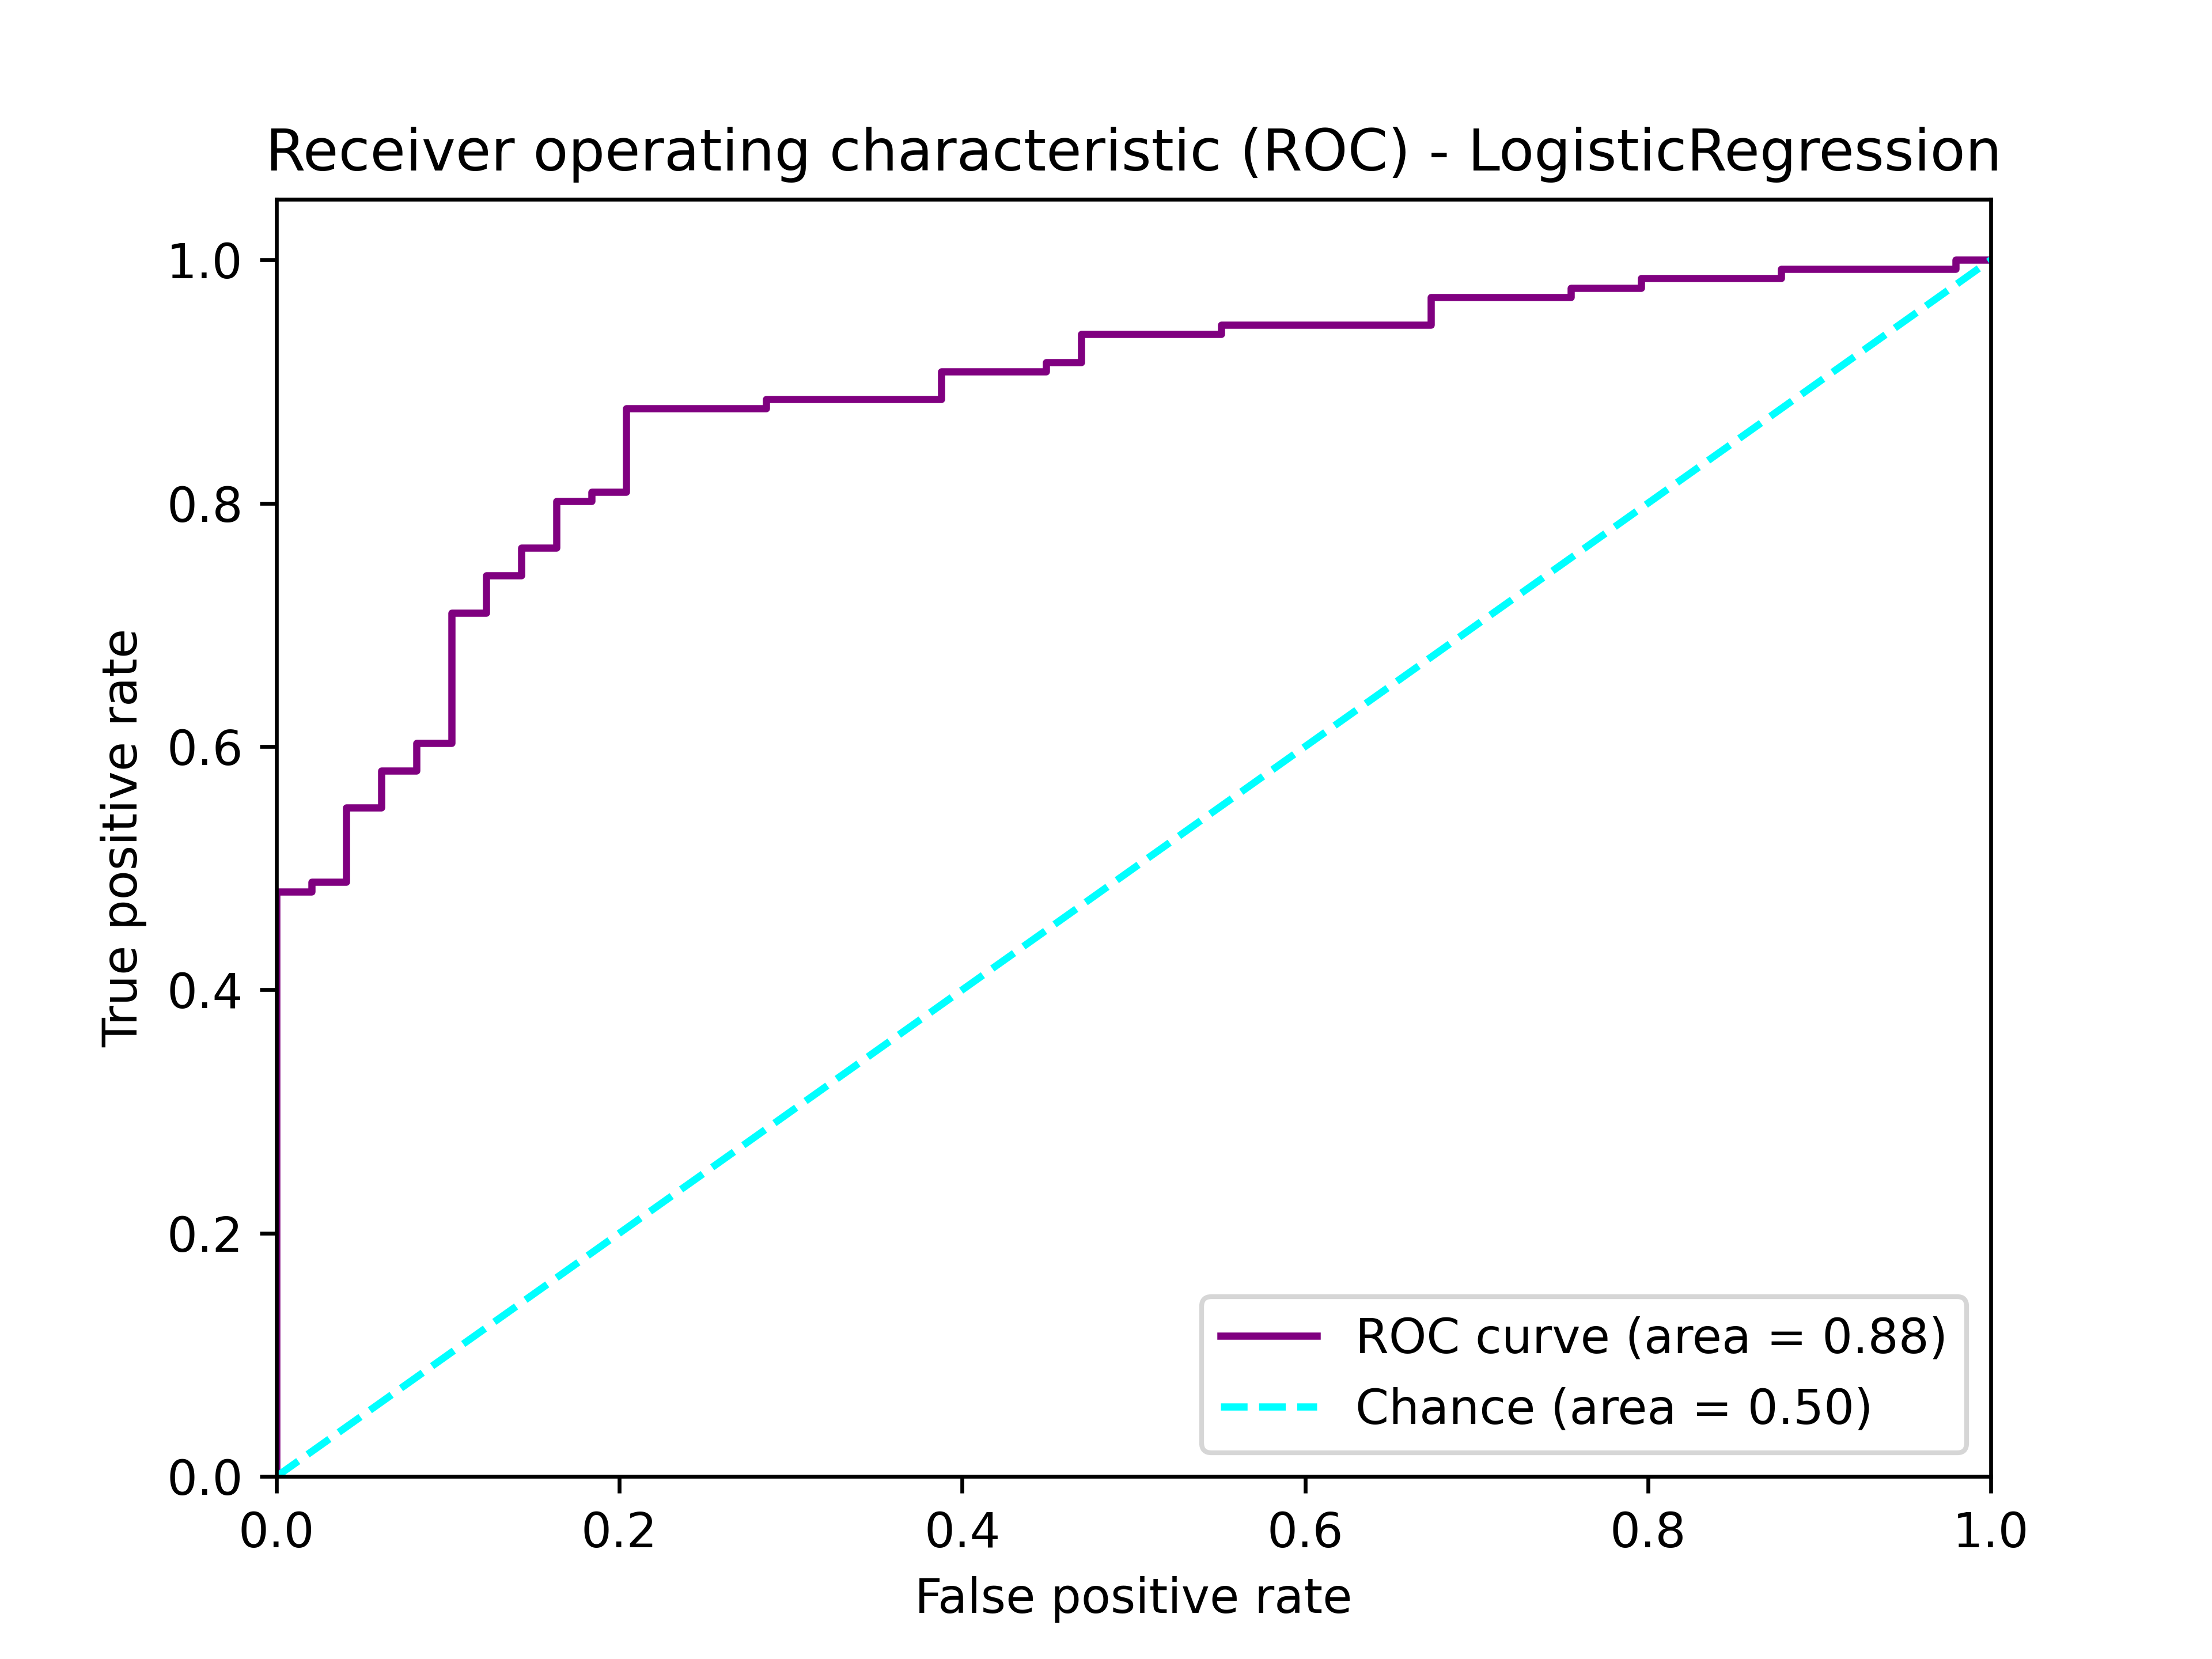 Receiver operating characteristic (ROC) - LogisticRegression
1.0
0.8
0.6
0.4
0.2
0.0
True positive rate
0.0 0.2 0.4 0.6 0.8 1.0
False positive rate
ROC curve (area = 0.88)
Chance (area = 0.50)